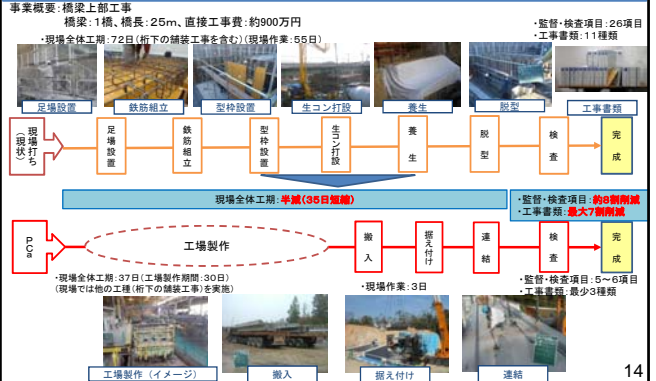 事業概要:橋梁上部工事
橋梁:1橋、橋長:25m、直接工事費:約900万円
・現場全体工期:72日(桁下の舗装工事を含む)(現場作業:55日)
・監督・検査項目:26項目
・工事書類:11種類
足場設置
鉄筋組立
型枠設置
生コン打設
養生
脱型
工事書類
現場打ち
(現状)
足場設置
鉄筋組立
型枠設置
生コン打設
養生
脱型
検査
完成
現場全体工期:半減(35日短縮)
・監督・検査項目:約8割削減
・工事書類:最大7割削減
PCa
工場製作
搬入
据え付け
連結
検査
完成
・現場全体工期:37日(工場製作期間:30日)
(現場では他の工種(桁下の舗装工事)を実施)
・現場作業:3日
・監督・検査項目:5~6項目
・工事書類:最少3種類
工場製作(イメージ)
搬入
据え付け
連結
14